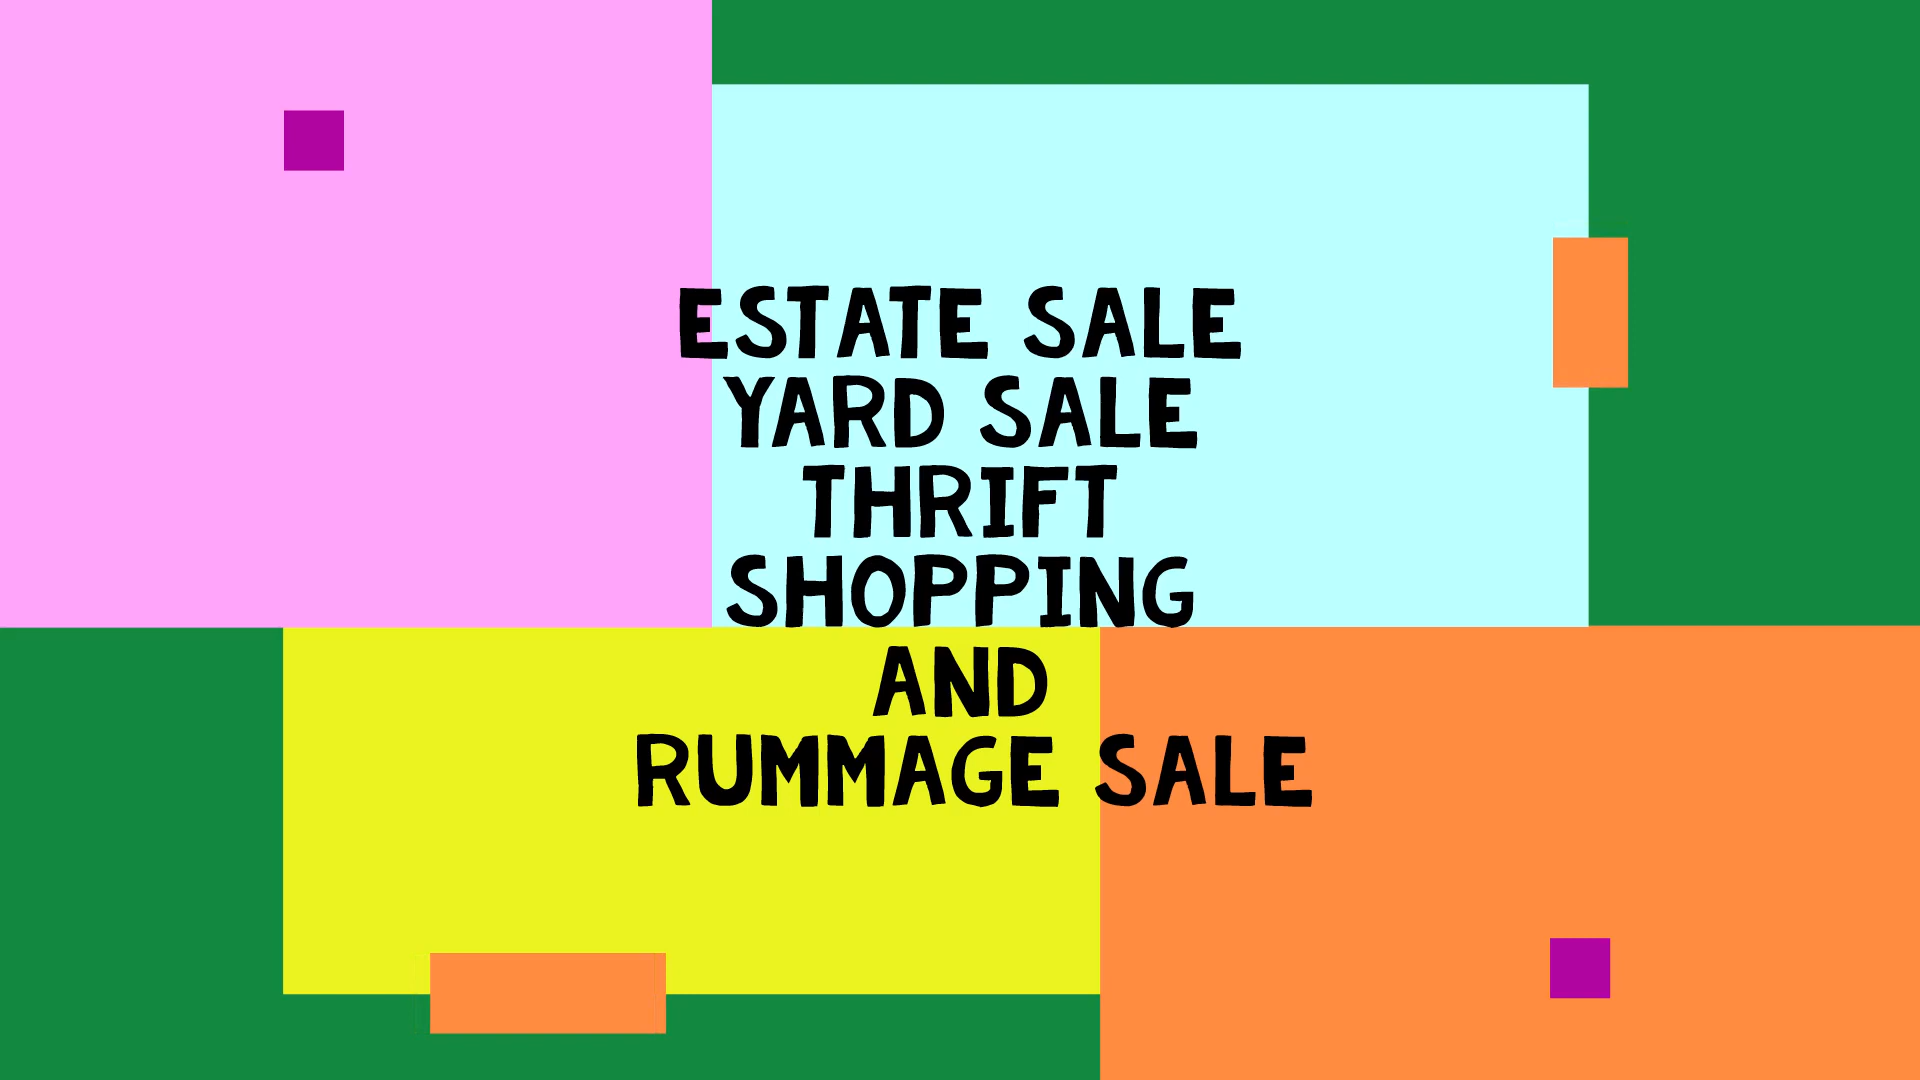 ESTATE SALE
YARD SALE
THRIFT
SHOPPING
AND
RUMMAGE SALE